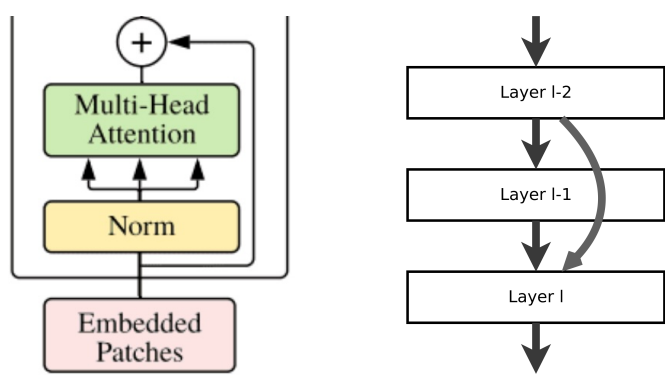 +
Multi-Head
Attention
Norm
Embedded
Patches
Layer l-2
Layer l-1
Layer l